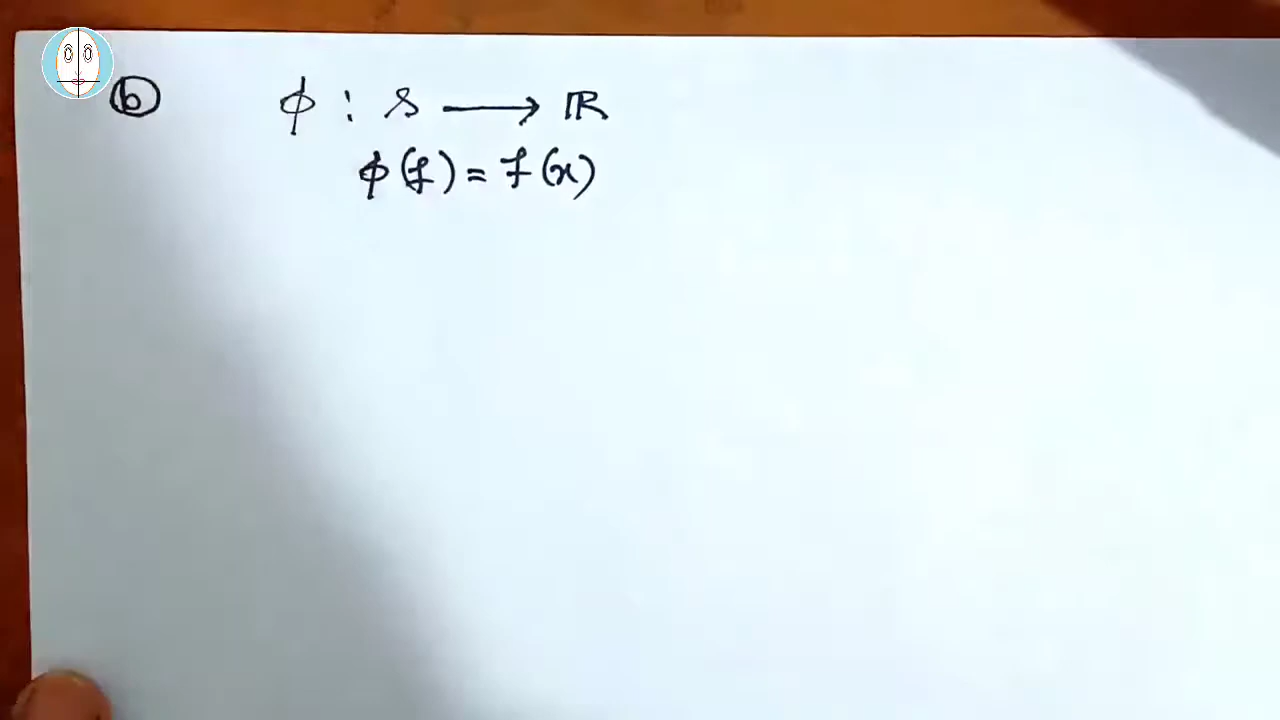 ⓑ ϕ : S ⟶ ℝ
ϕ(f) = f(x)